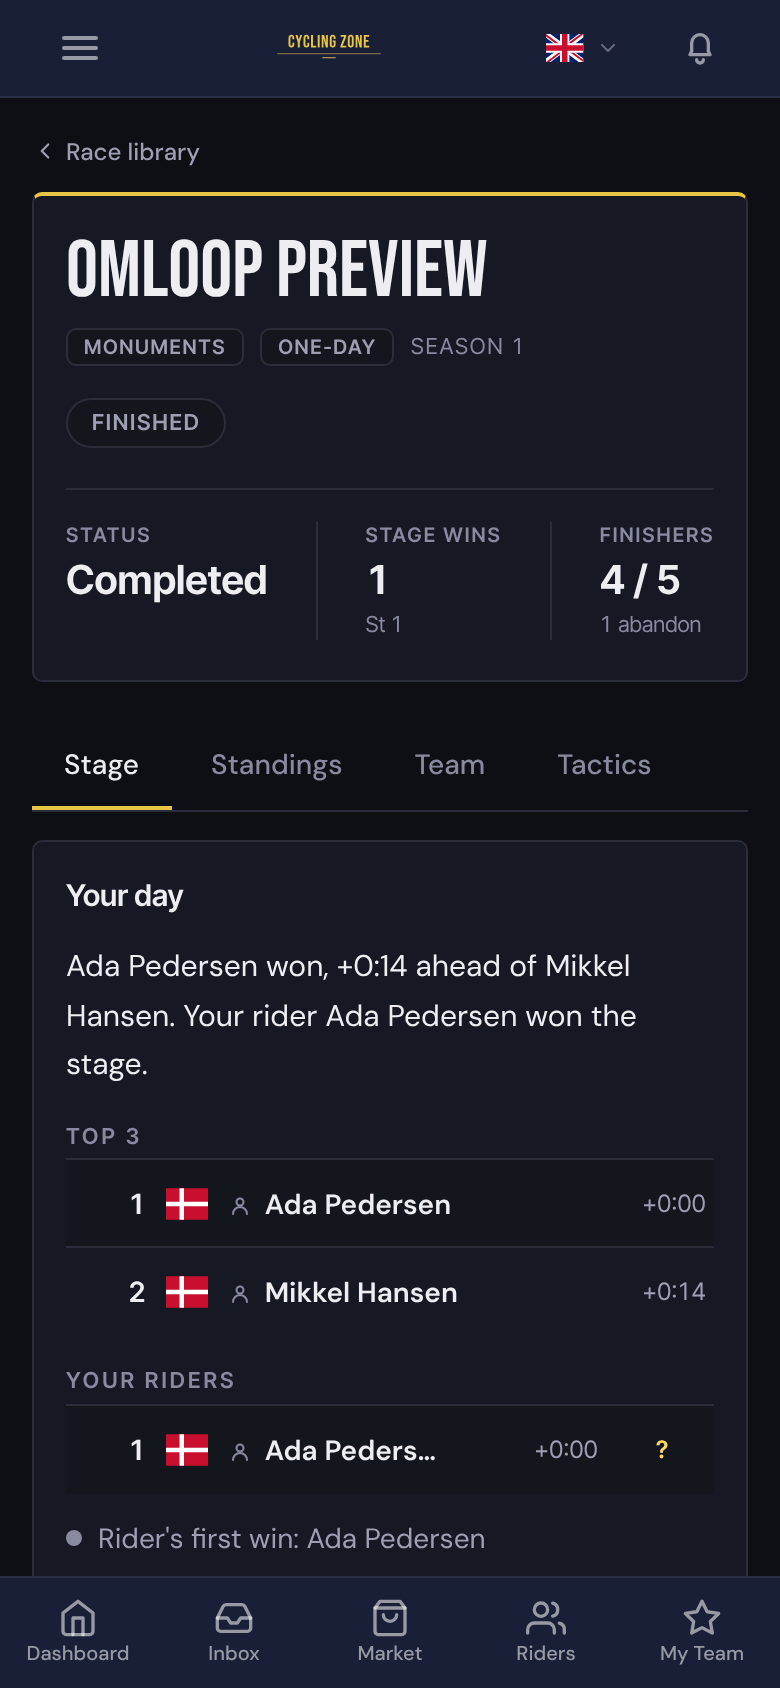 CYCLING ZONE
Race library
OMLOOP PREVIEW
MONUMENTS ONE-DAY SEASON 1
FINISHED
STATUS STAGE WINS FINISHERS
Completed 1 4 / 5
St 1 1 abandon
Stage Standings Team Tactics
Your day
Ada Pedersen won, +0:14 ahead of Mikkel
Hansen. Your rider Ada Pedersen won the
stage.
TOP 3
1 Ada Pedersen +0:00
2 Mikkel Hansen +0:14
YOUR RIDERS
1 Ada Peders... +0:00 ?
Rider's first win: Ada Pedersen
Dashboard Inbox Market Riders My Team